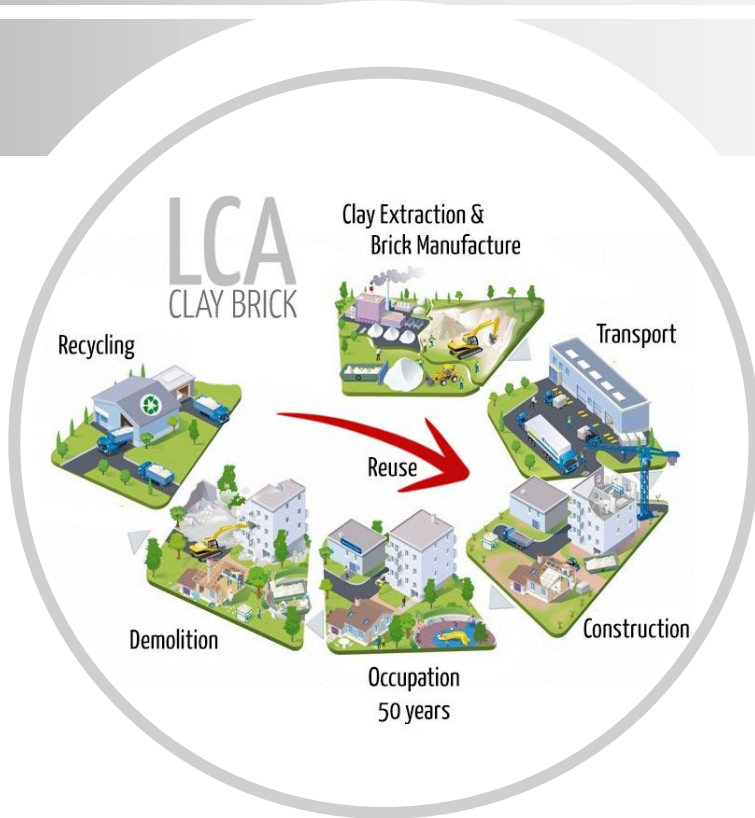 LCA
CLAY BRICK
Clay Extraction &
Brick Manufacture
Transport
Recycling
Reuse
Construction
Demolition
Occupation
50 years